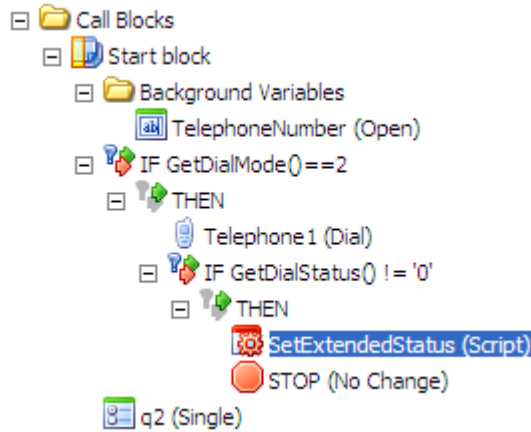 Call Blocks
Start block
Background Variables
TelephoneNumber (Open)
IF GetDialMode()==2
THEN
Telephone1 (Dial)
IF GetDialStatus() != '0'
THEN
SetExtendedStatus (Script)
STOP (No Change)
q2 (Single)